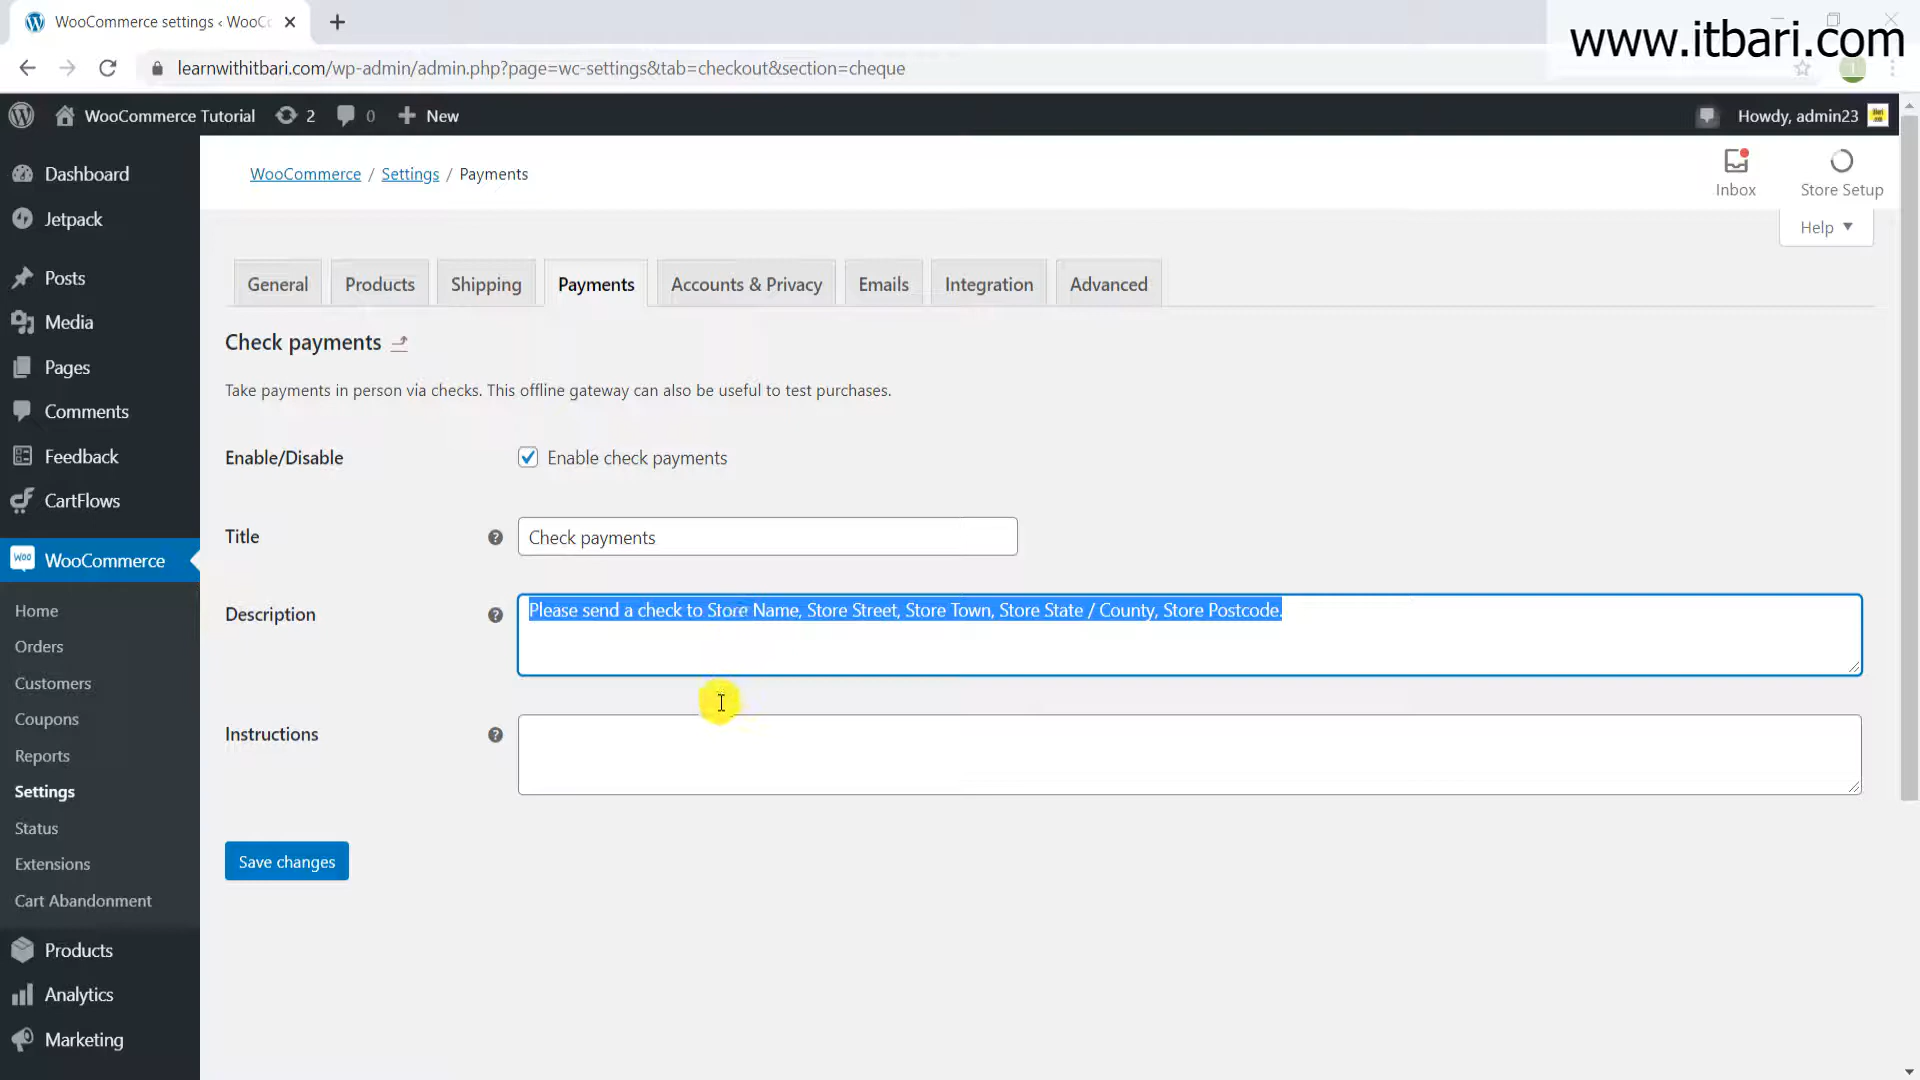 WooCommerce settings ‹ WooC
www.itbari.com
learnwithitbari.com/wp-admin/admin.php?page=wc-settings&tab=checkout&section=cheque
WooCommerce Tutorial 2 0 New Howdy, admin23
Dashboard
Jetpack
Posts
Media
Pages
Comments
Feedback
CartFlows
WooCommerce
Home
Orders
Customers
Coupons
Reports
Settings
Status
Extensions
Cart Abandonment
Products
Analytics
Marketing
WooCommerce / Settings / Payments
Inbox
Store Setup
Help
General Products Shipping Payments Accounts & Privacy Emails Integration Advanced
Check payments
Take payments in person via checks. This offline gateway can also be useful to test purchases.
Enable/Disable Enable check payments
Title Check payments
Description Please send a check to Store Name, Store Street, Store Town, Store State / County, Store Postcode.
Instructions
Save changes